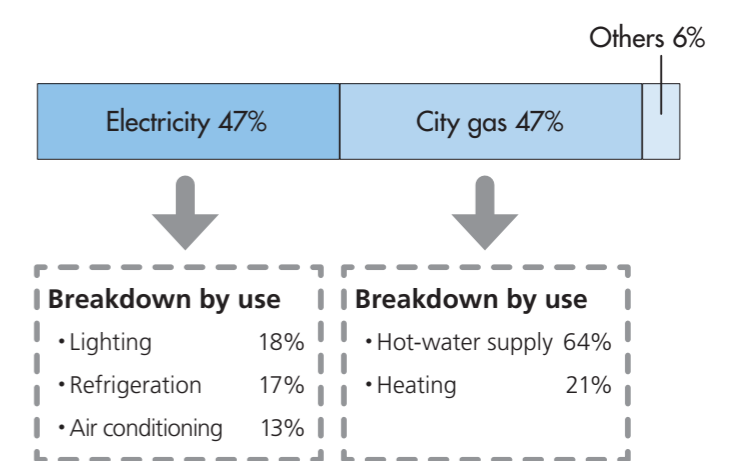 Others 6%
Electricity 47%
City gas 47%
Breakdown by use
・Lighting 18%
・Refrigeration 17%
・Air conditioning 13%
Breakdown by use
・Hot-water supply 64%
・Heating 21%